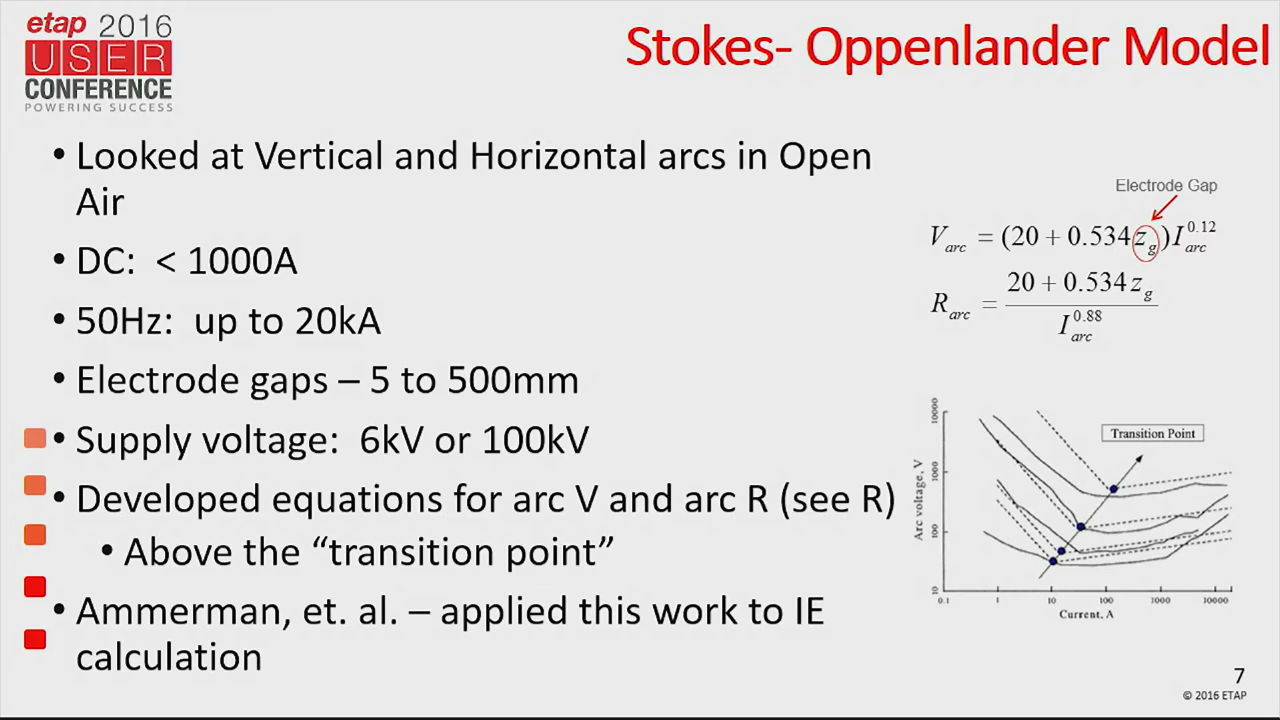 etap 2016
USER
CONFERENCE
POWERING SUCCESS
Stokes- Oppenlander Model
• Looked at Vertical and Horizontal arcs in Open
Air
• DC: < 1000A
• 50Hz: up to 20kA
• Electrode gaps – 5 to 500mm
• Supply voltage: 6kV or 100kV
• Developed equations for arc V and arc R (see R)
• Above the “transition point”
• Ammerman, et. al. – applied this work to IE
calculation
Electrode Gap
V_arc = (20 + 0.534 z_g) I_arc^0.12
R_arc = (20 + 0.534 z_g) / I_arc^0.88
Transition Point
Arc voltage, V
10000
1000
100
10
0.1 1 10 100 1000 10000
Current, A
7
© 2016 ETAP